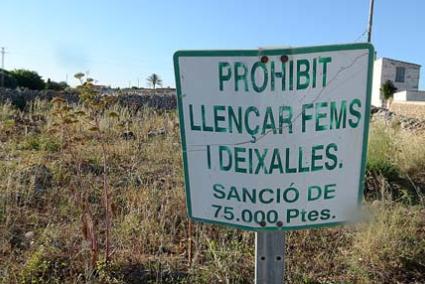 PROHIBIT
LLENÇAR FEMS
I DEIXALLES.
SANCIÓ DE
75.000 Ptes.